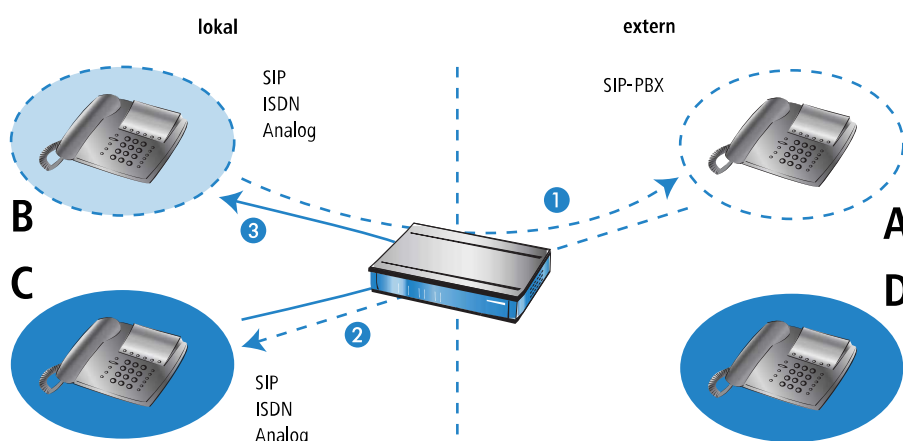 lokal
extern
SIP
ISDN
Analog
SIP-PBX
1
B
3
A
C
D
2
SIP
ISDN
Analog